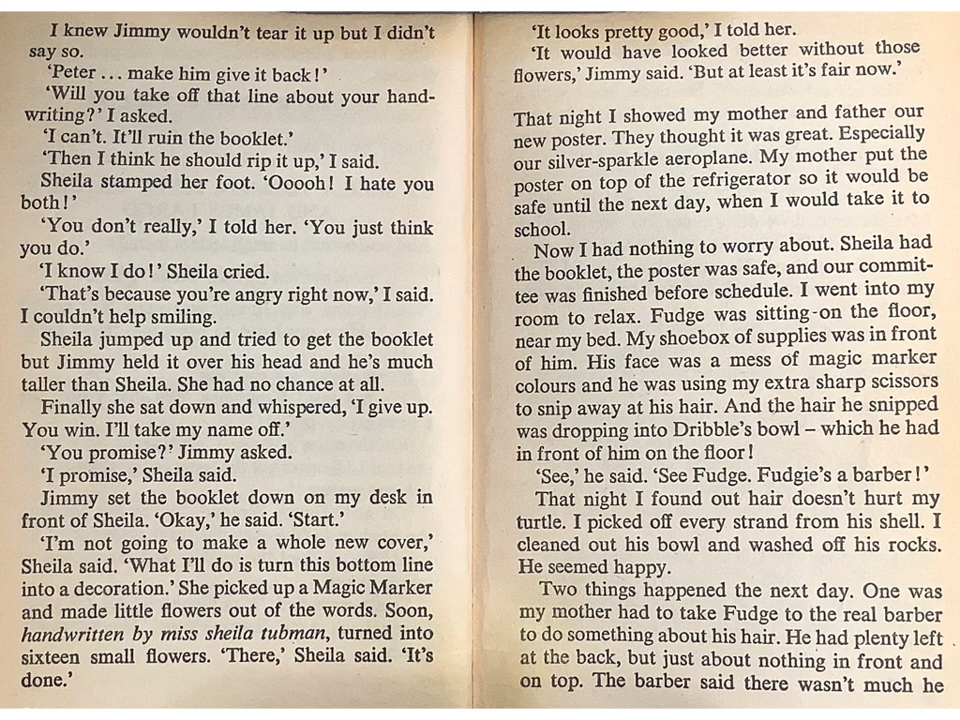 I knew Jimmy wouldn't tear it up but I didn't
say so.
'Peter ... make him give it back!'
'Will you take off that line about your hand-
writing?' I asked.
'I can't. It'll ruin the booklet.'
'Then I think he should rip it up,' I said.
Sheila stamped her foot. 'Ooooh! I hate you
both!'
'You don't really,' I told her. 'You just think
you do.'
'I know I do!' Sheila cried.
'That's because you're angry right now,' I said.
I couldn't help smiling.
Sheila jumped up and tried to get the booklet
but Jimmy held it over his head and he's much
taller than Sheila. She had no chance at all.
Finally she sat down and whispered, 'I give up.
You win. I'll take my name off.'
'You promise?' Jimmy asked.
'I promise,' Sheila said.
Jimmy set the booklet down on my desk in
front of Sheila. 'Okay,' he said. 'Start.'
'I'm not going to make a whole new cover,'
Sheila said. 'What I'll do is turn this bottom line
into a decoration.' She picked up a Magic Marker
and made little flowers out of the words. Soon,
handwritten by miss sheila tubman, turned into
sixteen small flowers. 'There,' Sheila said. 'It's
done.'
'It looks pretty good,' I told her.
'It would have looked better without those
flowers,' Jimmy said. 'But at least it's fair now.'
That night I showed my mother and father our
new poster. They thought it was great. Especially
our silver-sparkle aeroplane. My mother put the
poster on top of the refrigerator so it would be
safe until the next day, when I would take it to
school.
Now I had nothing to worry about. Sheila had
the booklet, the poster was safe, and our commit-
tee was finished before schedule. I went into my
room to relax. Fudge was sitting on the floor,
near my bed. My shoebox of supplies was in front
of him. His face was a mess of magic marker
colours and he was using my extra sharp scissors
to snip away at his hair. And the hair he snipped
was dropping into Dribble's bowl – which he had
in front of him on the floor!
'See,' he said. 'See Fudge. Fudgie's a barber!'
That night I found out hair doesn't hurt my
turtle. I picked off every strand from his shell. I
cleaned out his bowl and washed off his rocks.
He seemed happy.
Two things happened the next day. One was
my mother had to take Fudge to the real barber
to do something about his hair. He had plenty left
at the back, but just about nothing in front and
on top. The barber said there wasn't much he